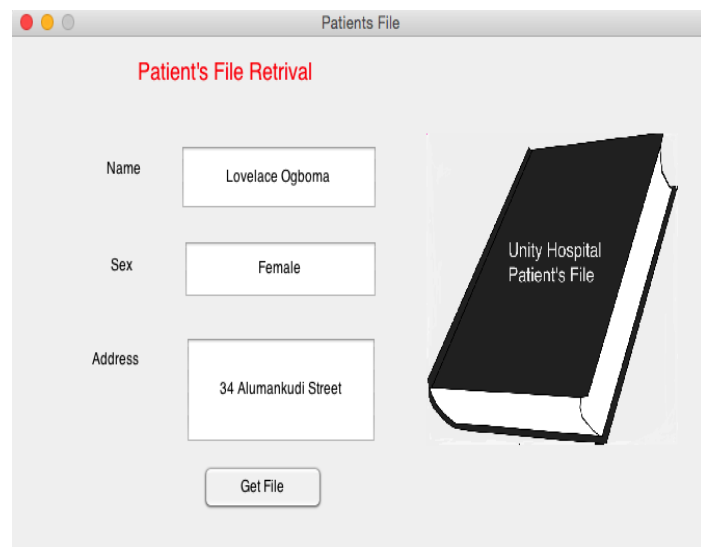 Patients File
Patient's File Retrival
Name
Lovelace Ogboma
Sex
Female
Address
34 Alumankudi Street
Get File
Unity Hospital
Patient's File